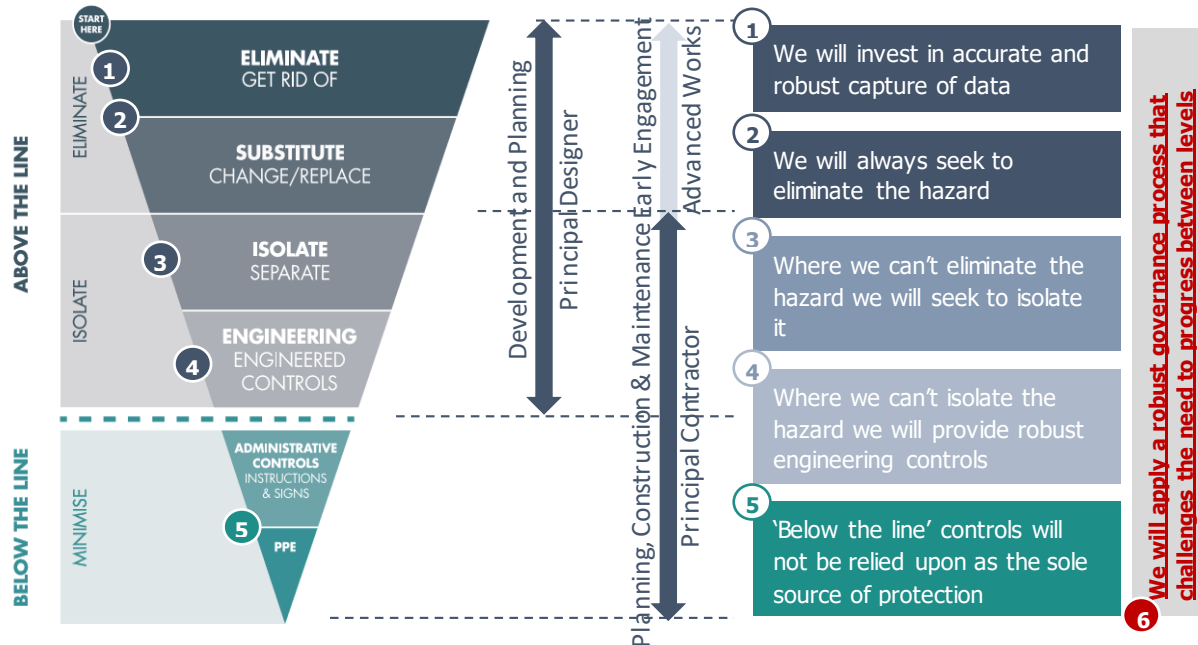 START
HERE
1
ELIMINATE
GET RID OF
2
SUBSTITUTE
CHANGE/REPLACE
ELIMINATE
ABOVE THE LINE
3
ISOLATE
SEPARATE
ISOLATE
4
ENGINEERING
ENGINEERED
CONTROLS
BELOW THE LINE
MINIMISE
ADMINISTRATIVE
CONTROLS
INSTRUCTIONS
& SIGNS
5
PPE
Development and Planning
Principal Designer
Planning, Construction & Maintenance Early Engagement
Advanced Works
Principal Contractor
1
We will invest in accurate and
robust capture of data
2
We will always seek to
eliminate the hazard
3
Where we can't eliminate the
hazard we will seek to isolate
it
4
Where we can't isolate the
hazard we will provide robust
engineering controls
5
'Below the line' controls will
not be relied upon as the sole
source of protection
We will apply a robust governance process that
challenges the need to progress between levels
6